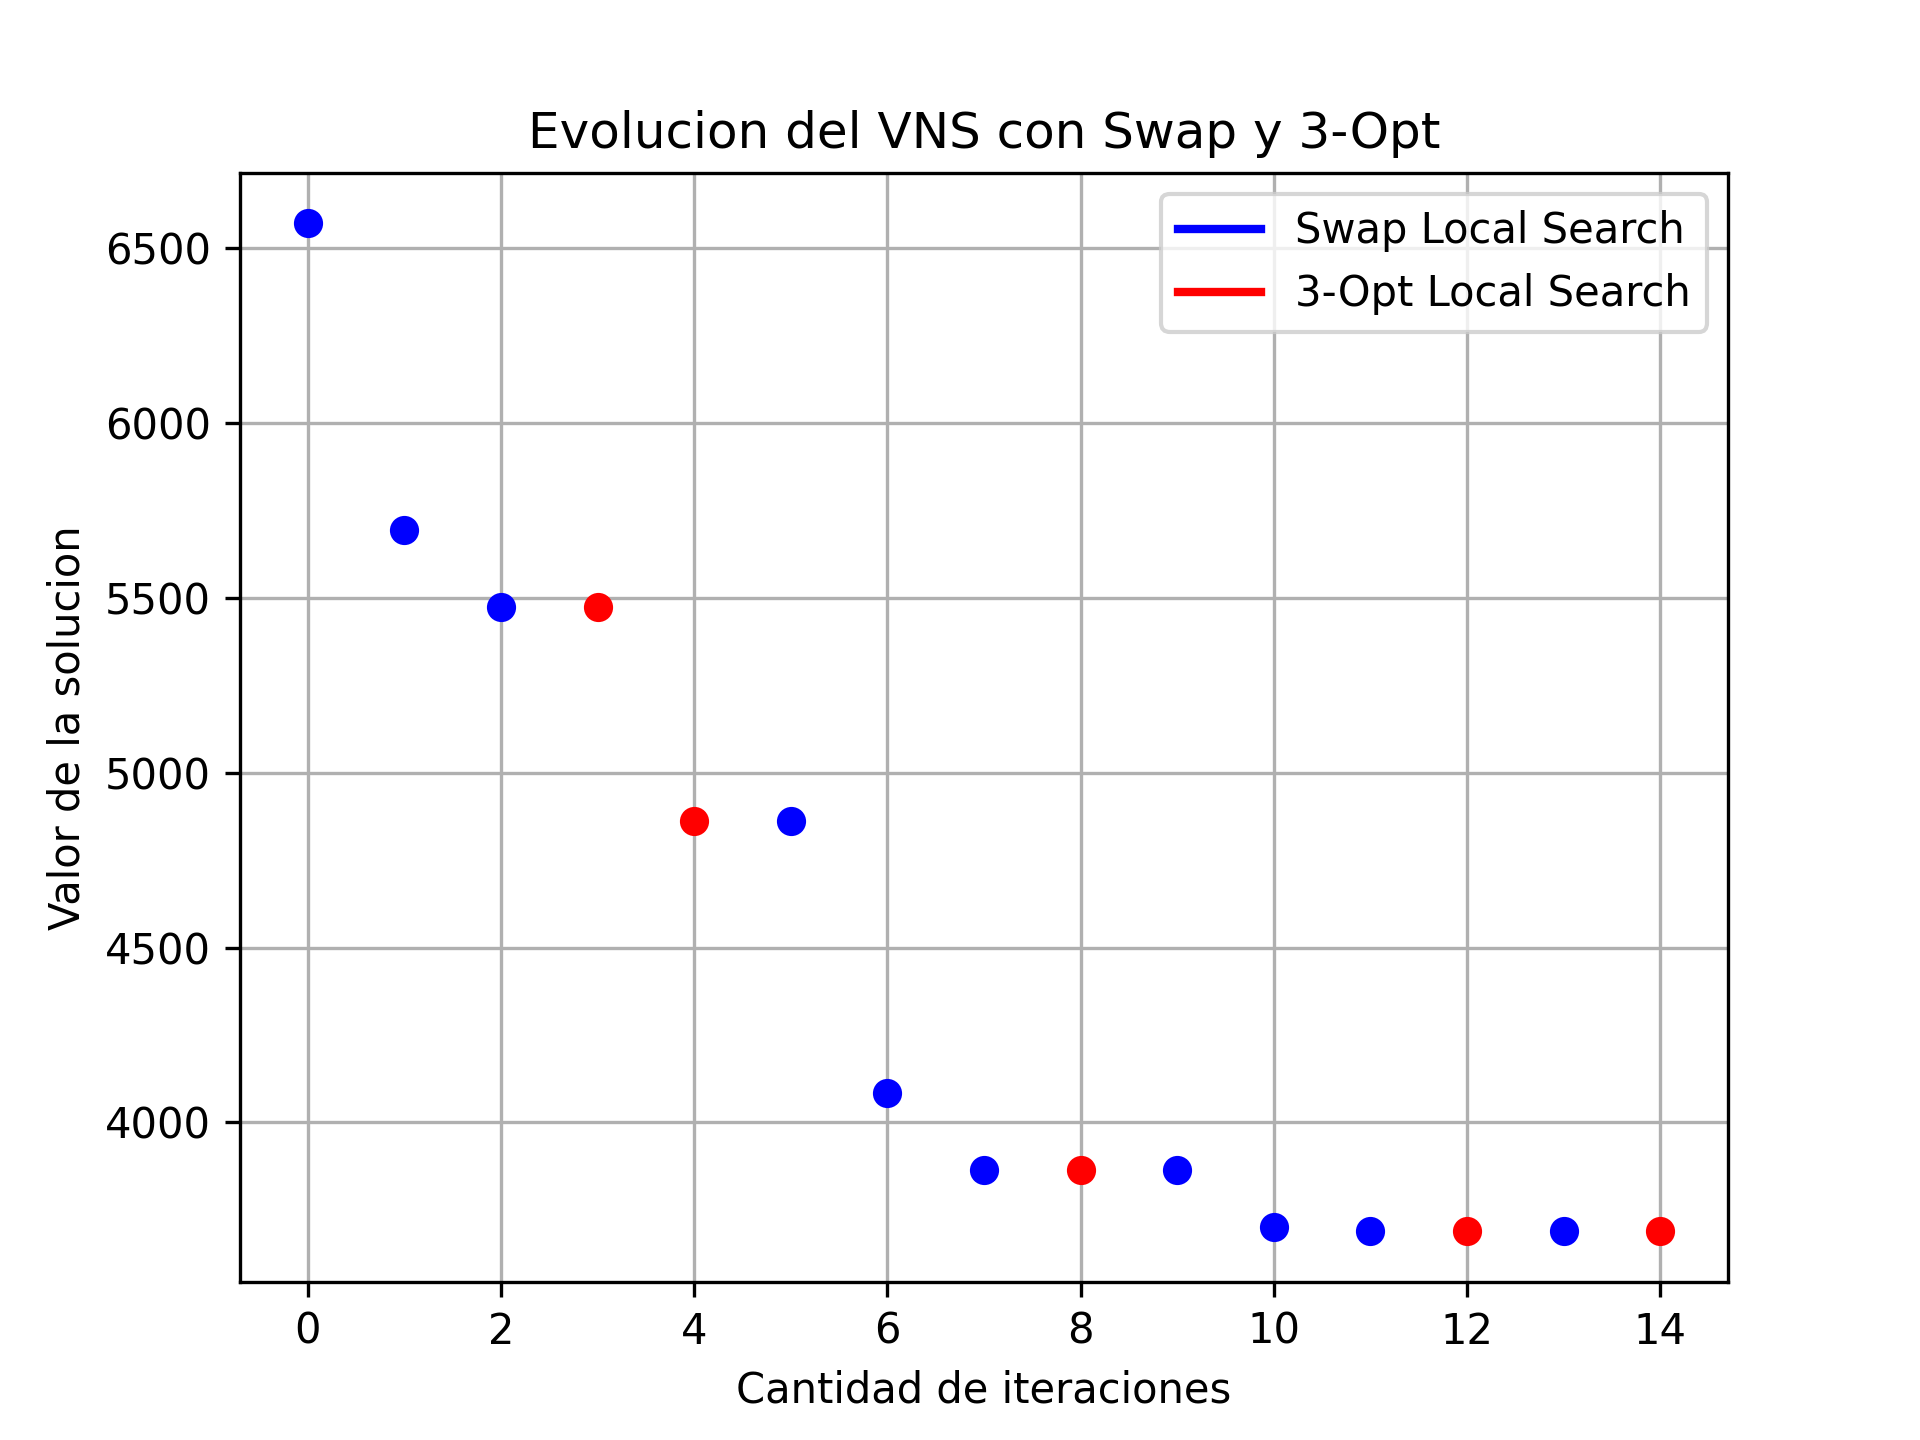 Evolucion del VNS con Swap y 3-Opt
Swap Local Search
3-Opt Local Search
Valor de la solucion
6500
6000
5500
5000
4500
4000
0 2 4 6 8 10 12 14
Cantidad de iteraciones